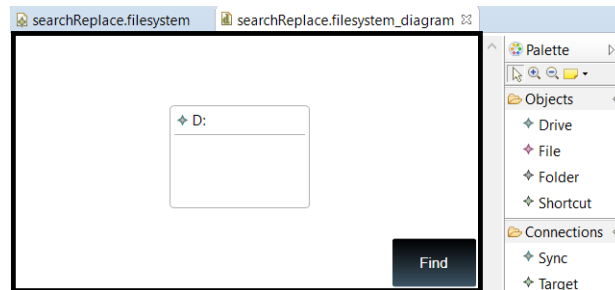 searchReplace.filesystem
searchReplace.filesystem_diagram
D:
Find
Palette
Objects
Drive
File
Folder
Shortcut
Connections
Sync
Target